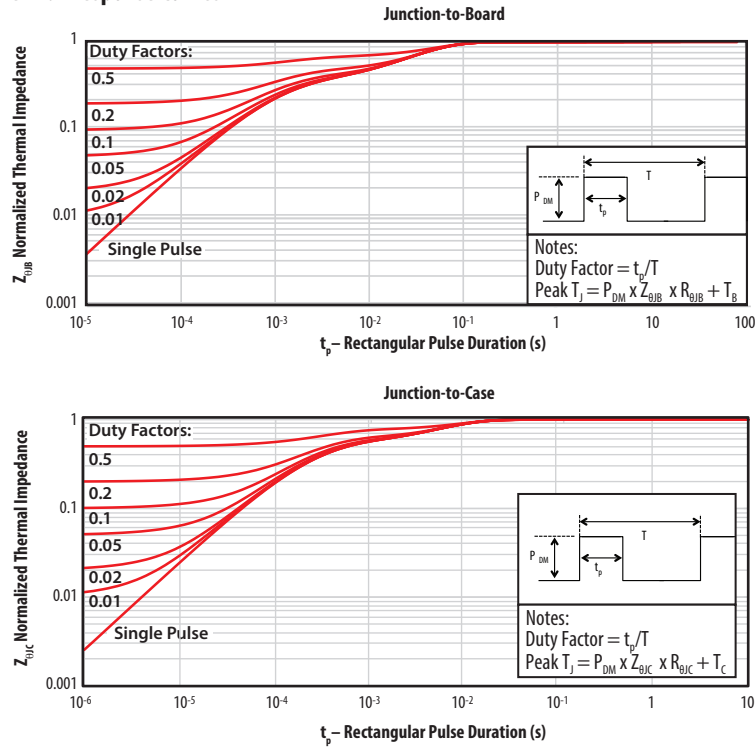 Junction-to-Board
Z_θJB Normalized Thermal Impedance
1
0.1
0.01
0.001
Duty Factors:
0.5
0.2
0.1
0.05
0.02
0.01
Single Pulse
T
P_DM
t_p
Notes:
Duty Factor = t_p/T
Peak T_J = P_DM x Z_θJB x R_θJB + T_B
10⁻⁵ 10⁻⁴ 10⁻³ 10⁻² 10⁻¹ 1 10 100
t_p – Rectangular Pulse Duration (s)
Junction-to-Case
Z_θJC Normalized Thermal Impedance
1
0.1
0.01
0.001
Duty Factors:
0.5
0.2
0.1
0.05
0.02
0.01
Single Pulse
T
P_DM
t_p
Notes:
Duty Factor = t_p/T
Peak T_J = P_DM x Z_θJC x R_θJC + T_C
10⁻⁶ 10⁻⁵ 10⁻⁴ 10⁻³ 10⁻² 10⁻¹ 1 10
t_p – Rectangular Pulse Duration (s)